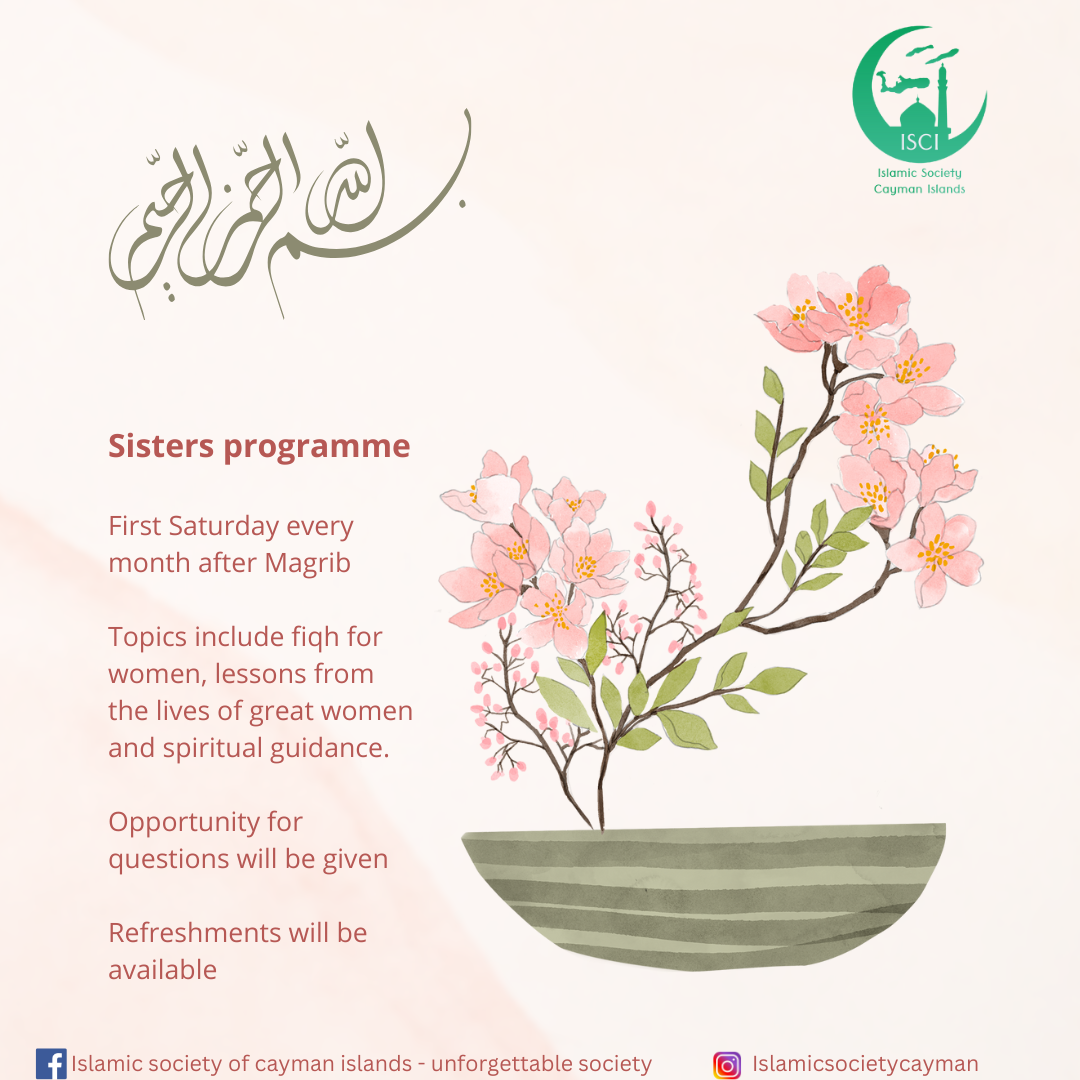 بسم الله الرحمن الرحيم
ISCI
Islamic Society
Cayman Islands
Sisters programme
First Saturday every
month after Magrib
Topics include fiqh for
women, lessons from
the lives of great women
and spiritual guidance.
Opportunity for
questions will be given
Refreshments will be
available
Islamic society of cayman islands - unforgettable society
Islamicsocietycayman